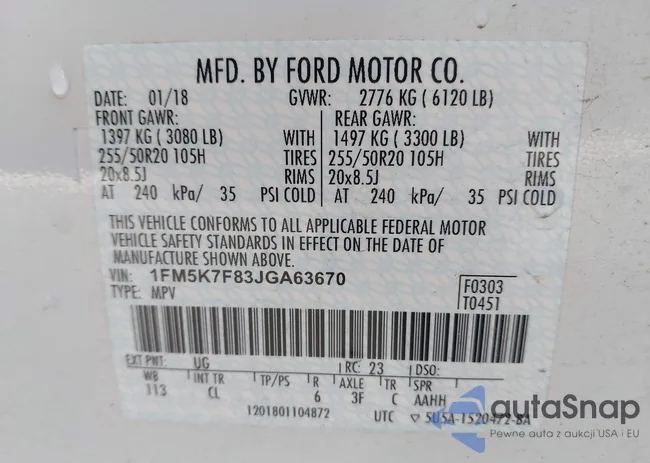 MFD. BY FORD MOTOR CO.
DATE: 01/18 GVWR: 2776 KG ( 6120 LB)
FRONT GAWR: REAR GAWR:
1397 KG ( 3080 LB) WITH 1497 KG ( 3300 LB) WITH
255/50R20 105H TIRES 255/50R20 105H TIRES
20x8.5J RIMS 20x8.5J RIMS
AT 240 kPa/ 35 PSI COLD AT 240 kPa/ 35 PSI COLD
THIS VEHICLE CONFORMS TO ALL APPLICABLE FEDERAL MOTOR
VEHICLE SAFETY STANDARDS IN EFFECT ON THE DATE OF
MANUFACTURE SHOWN ABOVE.
VIN: 1FM5K7F83JGA63670
TYPE: MPV
F0303
T0451
EXT PNT: UG RC: 23 DSO:
WB INT TR TP/PS R AXLE TR SPR
113 CL 6 3F C AAHH
1201801104872 UTC ▽ 5U5A-1520472-BA
autoSnap
Pewne auta z aukcji USA i EU